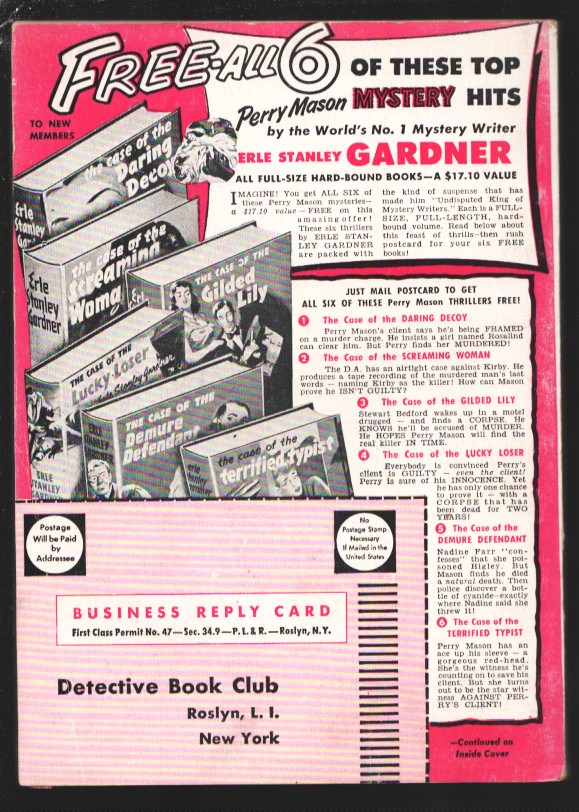 FREE-ALL 6
OF THESE TOP
Perry Mason MYSTERY HITS
by the World's No. 1 Mystery Writer
ERLE STANLEY GARDNER
ALL FULL-SIZE HARD-BOUND BOOKS—A $17.10 VALUE
TO NEW
MEMBERS
IMAGINE! You get ALL SIX of
these Perry Mason mysteries—
a $17.10 value—FREE on this
amazing offer!
These six thrillers
by ERLE STAN-
LEY GARDNER
are packed with
the kind of suspense that has
made him "Undisputed King of
Mystery Writers." Each is a FULL-
SIZE, FULL-LENGTH, hard-
bound volume. Read below about
this feast of thrills—then rush
postcard for your six FREE
books!
the case of the
Daring
Decoy
Erle
Stanley
Gar
the case of the
Screaming
Woma
Erle
Stanley
Gardner
THE CASE OF THE
Gilded
Lily
THE CASE OF THE
Lucky Loser
Erle Stanley Gardner
ERLE
STANLEY
GARDNER
THE CASE OF THE
Demure
Defendant
ERLE
STANLEY
GARDNER
the case of the
terrified typist
erle
stanley
gardner
JUST MAIL POSTCARD TO GET
ALL SIX OF THESE Perry Mason THRILLERS FREE!
1 The Case of the DARING DECOY
Perry Mason's client says he's being FRAMED
on a murder charge. He insists a girl named Rosalind
can clear him. But Perry finds her MURDERED!
2 The Case of the SCREAMING WOMAN
The D.A. has an airtight case against Kirby. He
produces a tape recording of the murdered man's last
words — naming Kirby as the killer! How can Mason
prove he ISN'T GUILTY?
3 The Case of the GILDED LILY
Stewart Bedford wakes up in a motel
drugged — and finds a CORPSE. He
KNOWS he'll be accused of MURDER.
He HOPES Perry Mason will find the
real killer IN TIME.
4 The Case of the LUCKY LOSER
Everybody is convinced Perry's
client is GUILTY — even the client!
Perry is sure of his INNOCENCE. Yet
he has only one chance
to prove it — with a
CORPSE that has
been dead for TWO
YEARS!
5 The Case of the
DEMURE DEFENDANT
Nadine Farr "con-
fesses" that she poi-
soned Higley. But
Mason finds he died
a natural death. Then
police discover a bot-
tle of cyanide—exactly
where Nadine said she
threw it!
6 The Case of the
TERRIFIED TYPIST
Perry Mason has an
ace up his sleeve — a
gorgeous red-head.
She's the witness he's
counting on to save his
client. But she turns
out to be the star wit-
ness AGAINST PER-
RY'S CLIENT!
—Continued on
Inside Cover
Postage
Will be Paid
by
Addressee
No
Postage Stamp
Necessary
If Mailed in the
United States
BUSINESS REPLY CARD
First Class Permit No. 47—Sec. 34.9—P.L.& R.—Roslyn, N.Y.
Detective Book Club
Roslyn, L. I.
New York